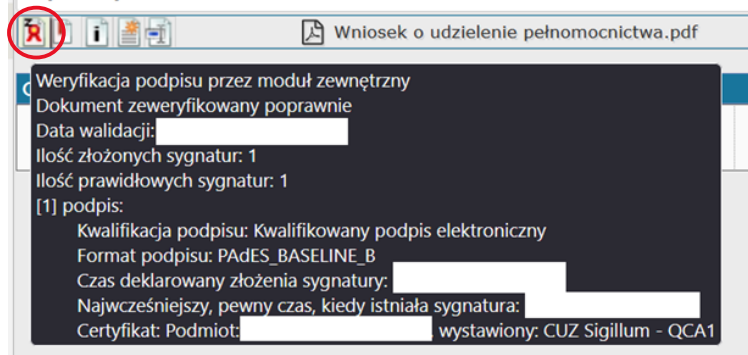 Wniosek o udzielenie pełnomocnictwa.pdf
Weryfikacja podpisu przez moduł zewnętrzny
Dokument zeweryfikowany poprawnie
Data walidacji:
Ilość złożonych sygnatur: 1
Ilość prawidłowych sygnatur: 1
[1] podpis:
Kwalifikacja podpisu: Kwalifikowany podpis elektroniczny
Format podpisu: PAdES_BASELINE_B
Czas deklarowany złożenia sygnatury:
Najwcześniejszy, pewny czas, kiedy istniała sygnatura:
Certyfikat: Podmiot: , wystawiony: CUZ Sigillum - QCA1